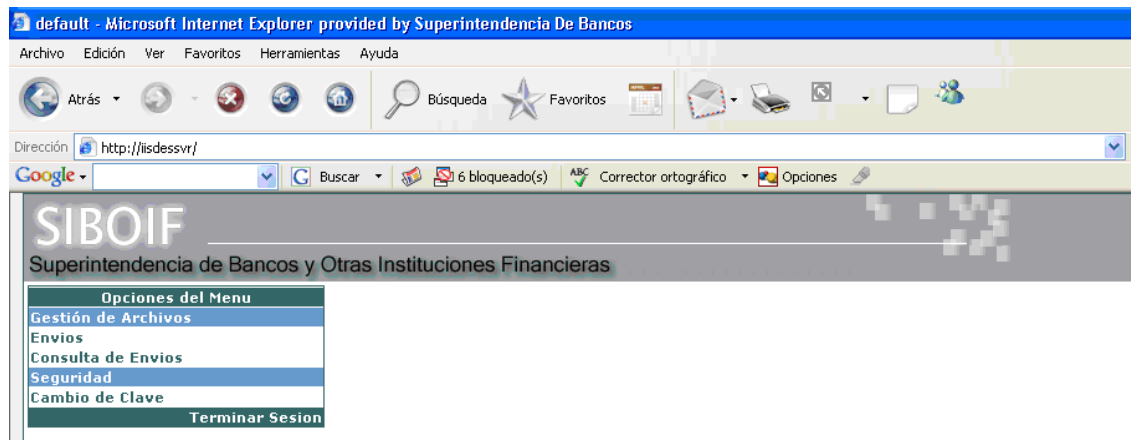 default - Microsoft Internet Explorer provided by Superintendencia De Bancos
Archivo Edición Ver Favoritos Herramientas Ayuda
Atrás Búsqueda Favoritos
Dirección http://iisdessvr/
Google Buscar 6 bloqueado(s) ABC Corrector ortográfico Opciones
SIBOIF
Superintendencia de Bancos y Otras Instituciones Financieras
Opciones del Menu
Gestión de Archivos
Envios
Consulta de Envios
Seguridad
Cambio de Clave
Terminar Sesion